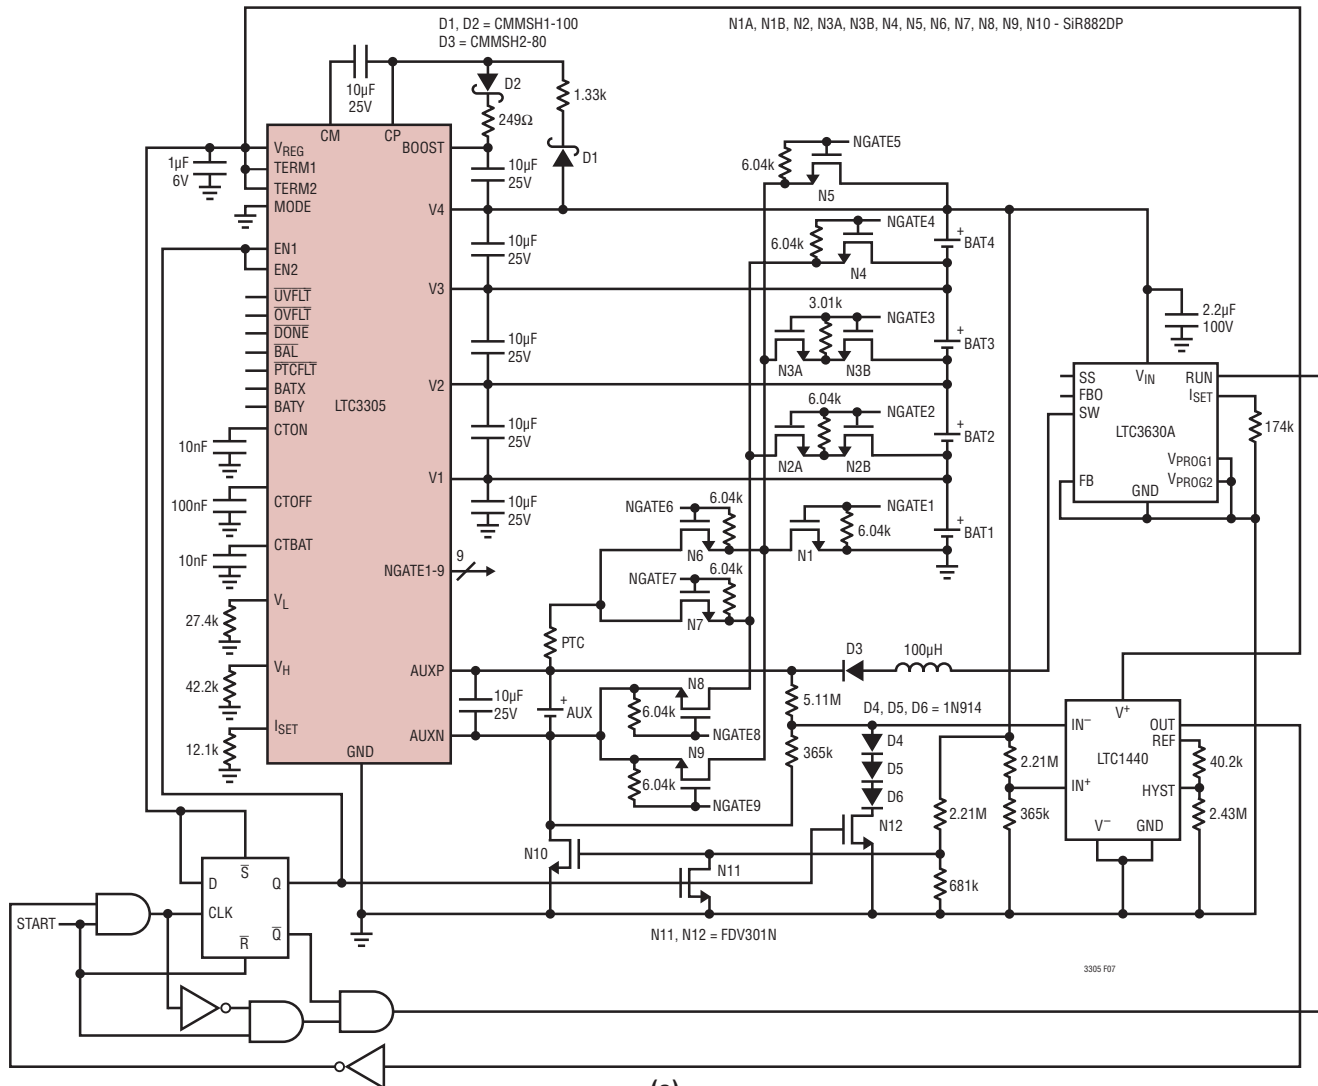 D1, D2 = CMMSH1-100
D3 = CMMSH2-80
N1A, N1B, N2, N3A, N3B, N4, N5, N6, N7, N8, N9, N10 - SiR882DP
10µF
25V
D2
249Ω
1.33k
D1
CM
CP
VREG
TERM1
TERM2
MODE
EN1
EN2
UVFLT
OVFLT
DONE
BAL
PTCFLT
BATX
BATY
CTON
CTOFF
CTBAT
VL
VH
ISET
GND
LTC3305
BOOST
V4
V3
V2
V1
NGATE1-9
AUXP
AUXN
1µF
6V
10nF
100nF
10nF
27.4k
42.2k
12.1k
10µF
25V
10µF
25V
10µF
25V
10µF
25V
10µF
25V
9
10µF
25V
NGATE5
6.04k
N5
NGATE4
6.04k
N4
+
BAT4
3.01k
NGATE3
N3A
N3B
+
BAT3
6.04k
NGATE2
N2A
N2B
+
BAT2
NGATE6
6.04k
N6
NGATE1
6.04k
N1
+
BAT1
NGATE7
6.04k
N7
PTC
+
AUX
N8
6.04k
NGATE8
N9
6.04k
NGATE9
D3
100µH
5.11M
365k
D4, D5, D6 = 1N914
D4
D5
D6
N12
2.21M
681k
2.21M
365k
N10
N11
N11, N12 = FDV301N
2.2µF
100V
SS
FBO
SW
FB
VIN
RUN
ISET
LTC3630A
VPROG1
VPROG2
GND
174k
IN–
V+
OUT
REF
LTC1440
IN+
HYST
V–
GND
40.2k
2.43M
D
S
Q
CLK
R
Q
START
3305 F07